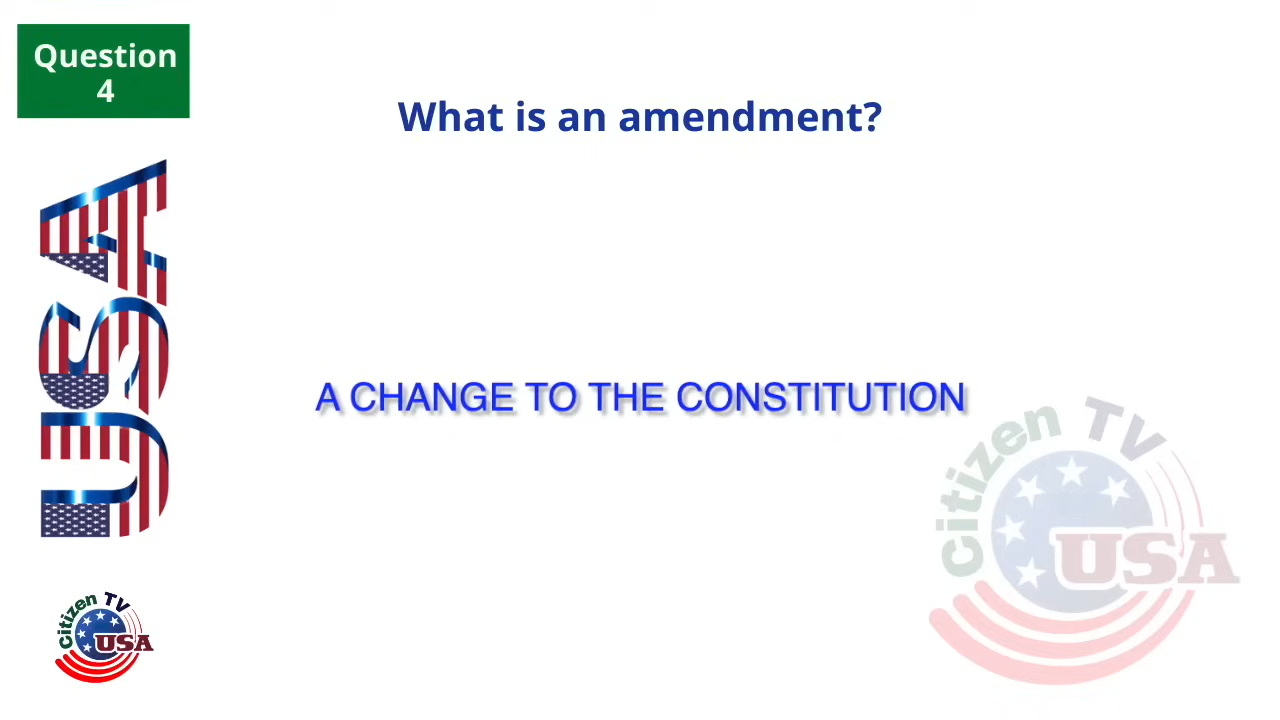 Question
4
What is an amendment?
USA
A CHANGE TO THE CONSTITUTION
Citizen TV
USA
Citizen TV
USA